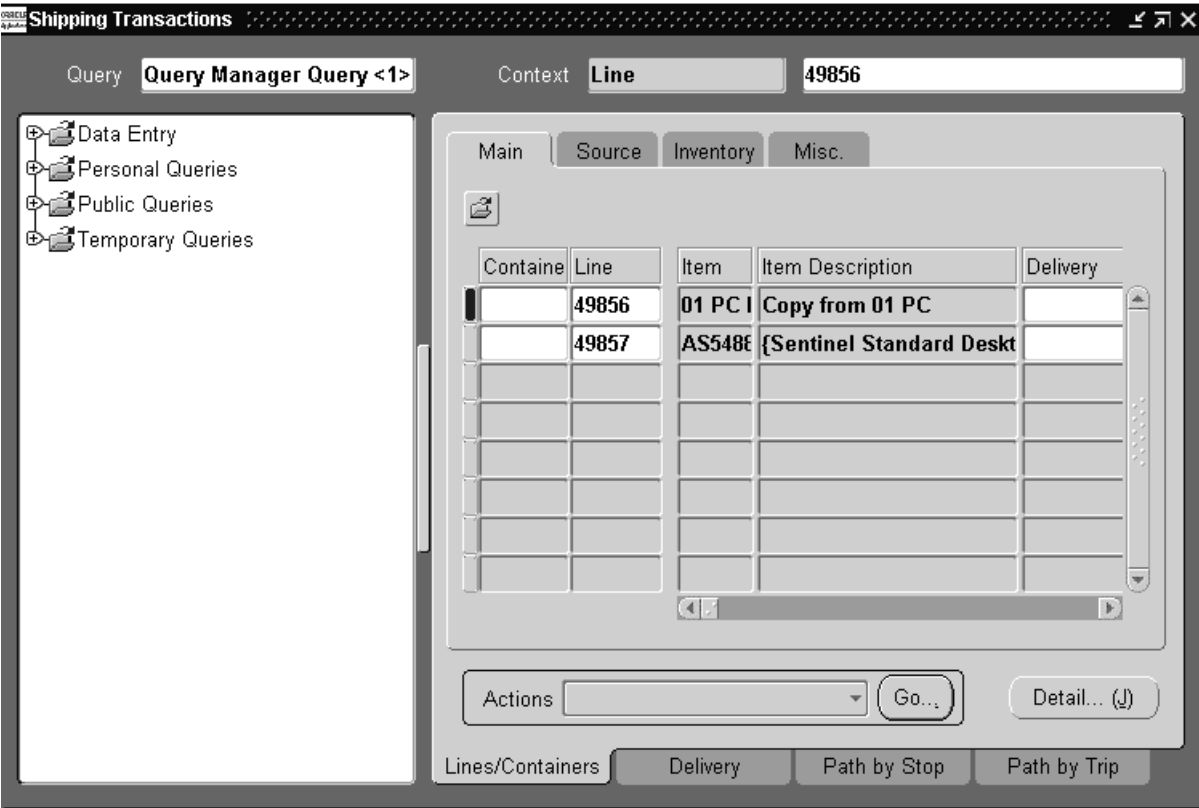 Shipping Transactions
Query Query Manager Query <1> Context Line 49856
Data Entry
Personal Queries
Public Queries
Temporary Queries
Main Source Inventory Misc.
Containe Line Item Item Description Delivery
49856 01 PC I Copy from 01 PC
49857 AS5488 {Sentinel Standard Deskt
Actions Go... Detail... (J)
Lines/Containers Delivery Path by Stop Path by Trip